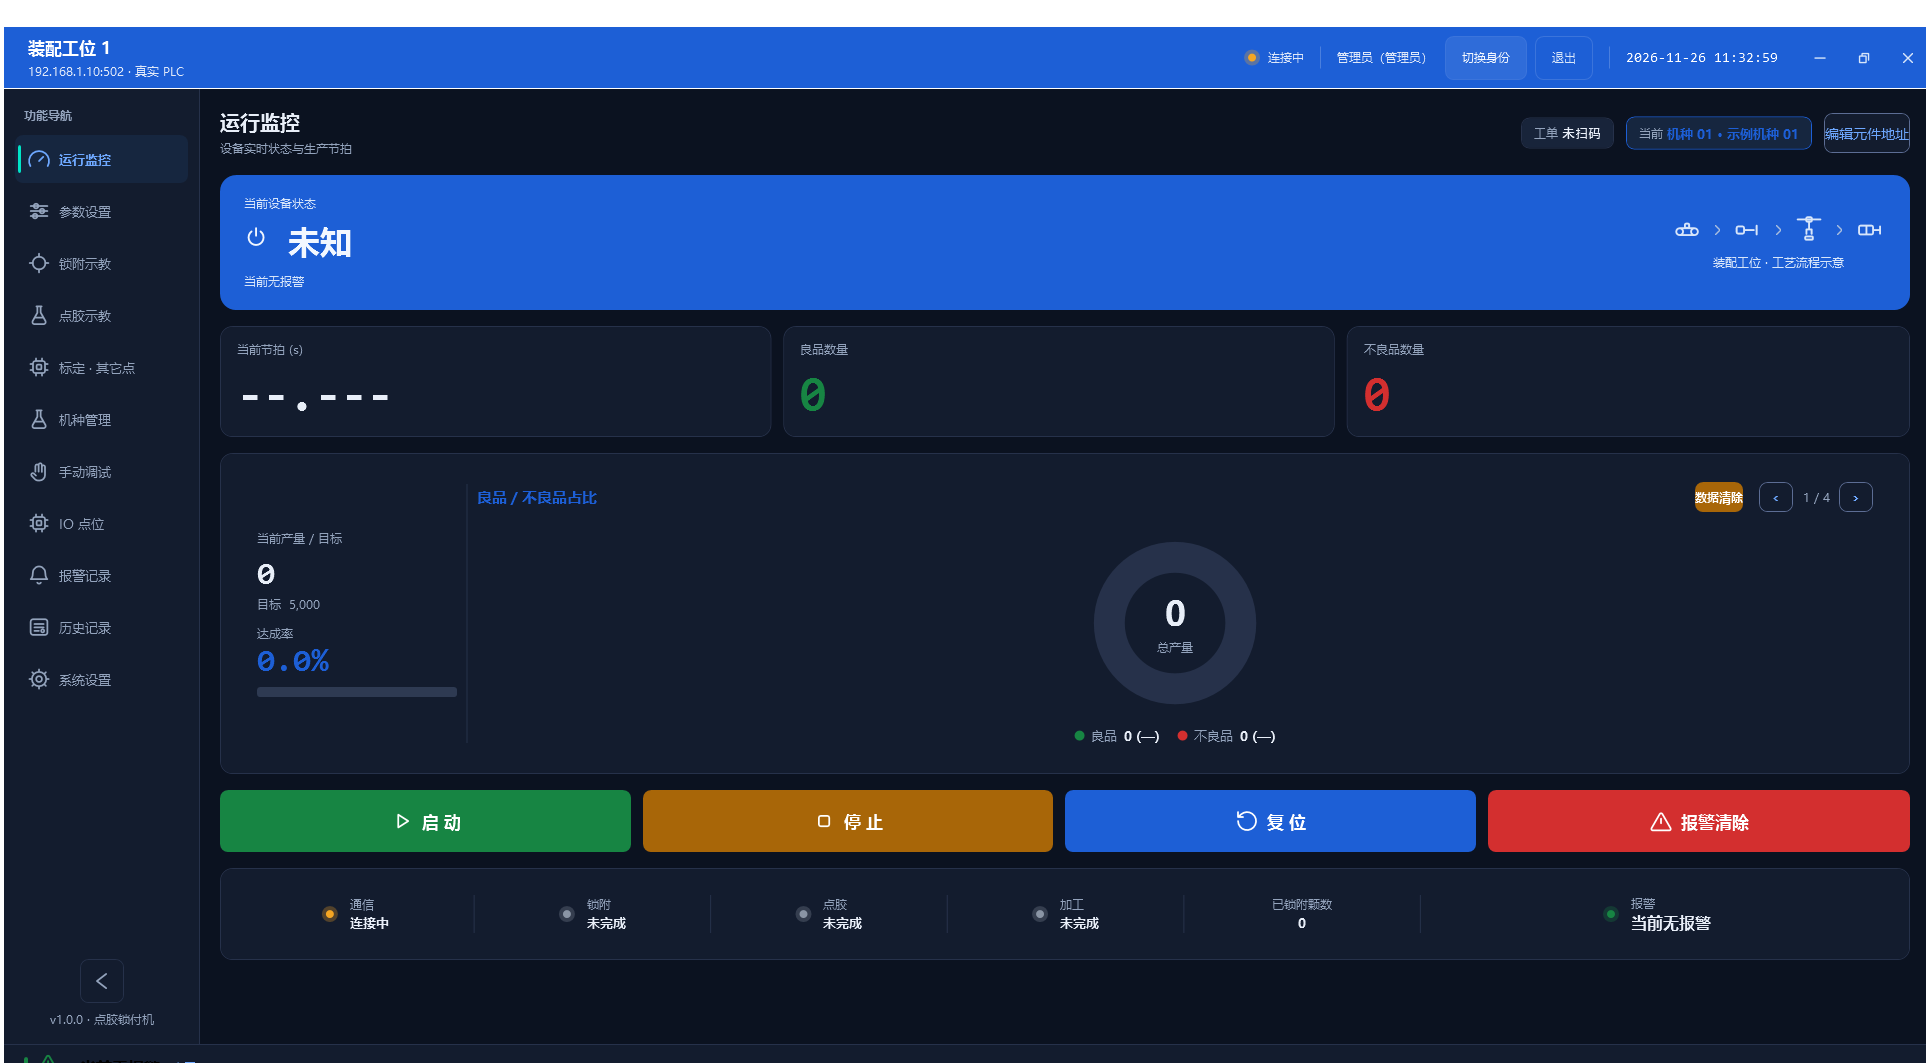 装配工位 1
192.168.1.10:502 · 真实 PLC
连接中
管理员 (管理员)
切换身份
退出
2026-11-26 11:32:59
功能导航
运行监控
参数设置
锁附示教
点胶示教
标定 · 其它点
机种管理
手动调试
IO 点位
报警记录
历史记录
系统设置
v1.0.0 · 点胶锁付机
运行监控
设备实时状态与生产节拍
工单 未扫码
当前 机种 01 • 示例机种 01
编辑元件地址
当前设备状态
未知
当前无报警
装配工位 · 工艺流程示意
当前节拍 (s)
--.---
良品数量
0
不良品数量
0
当前产量 / 目标
0
目标 5,000
达成率
0.0%
良品 / 不良品占比
数据清除
‹ 1 / 4 ›
0
总产量
良品 0 (—)
不良品 0 (—)
启 动
停 止
复 位
报警清除
通信
连接中
锁附
未完成
点胶
未完成
加工
未完成
已锁附颗数
0
报警
当前无报警